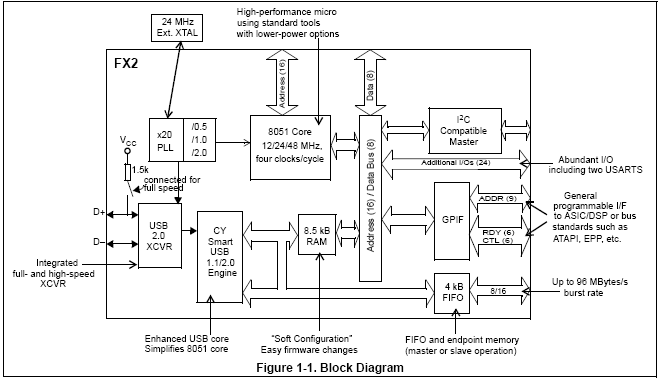 High-performance micro
using standard tools
with lower-power options
24 MHz
Ext. XTAL
FX2
Address (16)
Data (8)
x20
PLL
/0.5
/1.0
/2.0
8051 Core
12/24/48 MHz,
four clocks/cycle
I²C
Compatible
Master
VCC
1.5k
connected for
full speed
Address (16) / Data Bus (8)
Additional I/Os (24)
Abundant I/O
including two USARTS
D+
D–
USB
2.0
XCVR
CY
Smart
USB
1.1/2.0
Engine
8.5 kB
RAM
GPIF
ADDR (9)
RDY (6)
CTL (6)
General
programmable I/F
to ASIC/DSP or bus
standards such as
ATAPI, EPP, etc.
Integrated
full- and high-speed
XCVR
4 kB
FIFO
8/16
Up to 96 MBytes/s
burst rate
Enhanced USB core
Simplifies 8051 core
"Soft Configuration"
Easy firmware changes
FIFO and endpoint memory
(master or slave operation)
Figure 1-1. Block Diagram